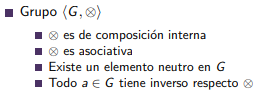 Grupo ⟨G, ⊗⟩
⊗ es de composición interna
⊗ es asociativa
Existe un elemento neutro en G
Todo a ∈ G tiene inverso respecto ⊗